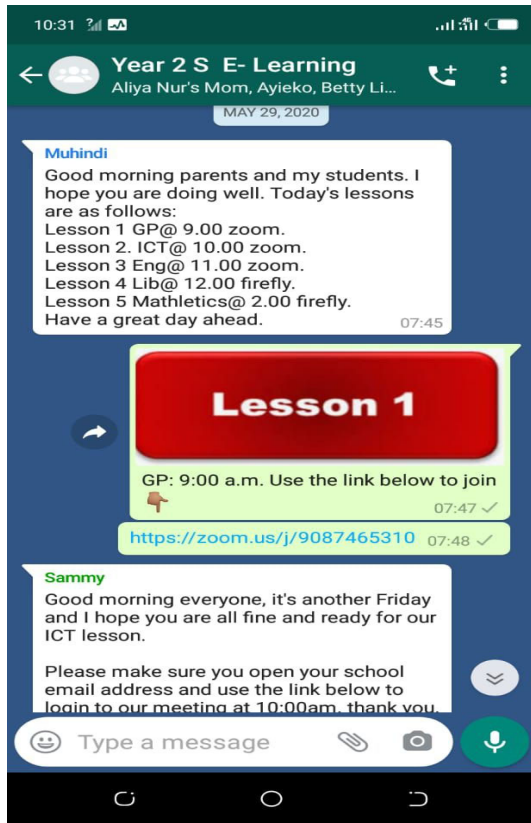 10:31
Year 2 S E- Learning
Aliya Nur's Mom, Ayieko, Betty Li...
MAY 29, 2020
Muhindi
Good morning parents and my students. I
hope you are doing well. Today's lessons
are as follows:
Lesson 1 GP@ 9.00 zoom.
Lesson 2. ICT@ 10.00 zoom.
Lesson 3 Eng@ 11.00 zoom.
Lesson 4 Lib@ 12.00 firefly.
Lesson 5 Mathletics@ 2.00 firefly.
Have a great day ahead.
07:45
Lesson 1
GP: 9:00 a.m. Use the link below to join
07:47
https://zoom.us/j/9087465310 07:48
Sammy
Good morning everyone, it's another Friday
and I hope you are all fine and ready for our
ICT lesson.
Please make sure you open your school
email address and use the link below to
login to our meeting at 10:00am. thank you.
Type a message